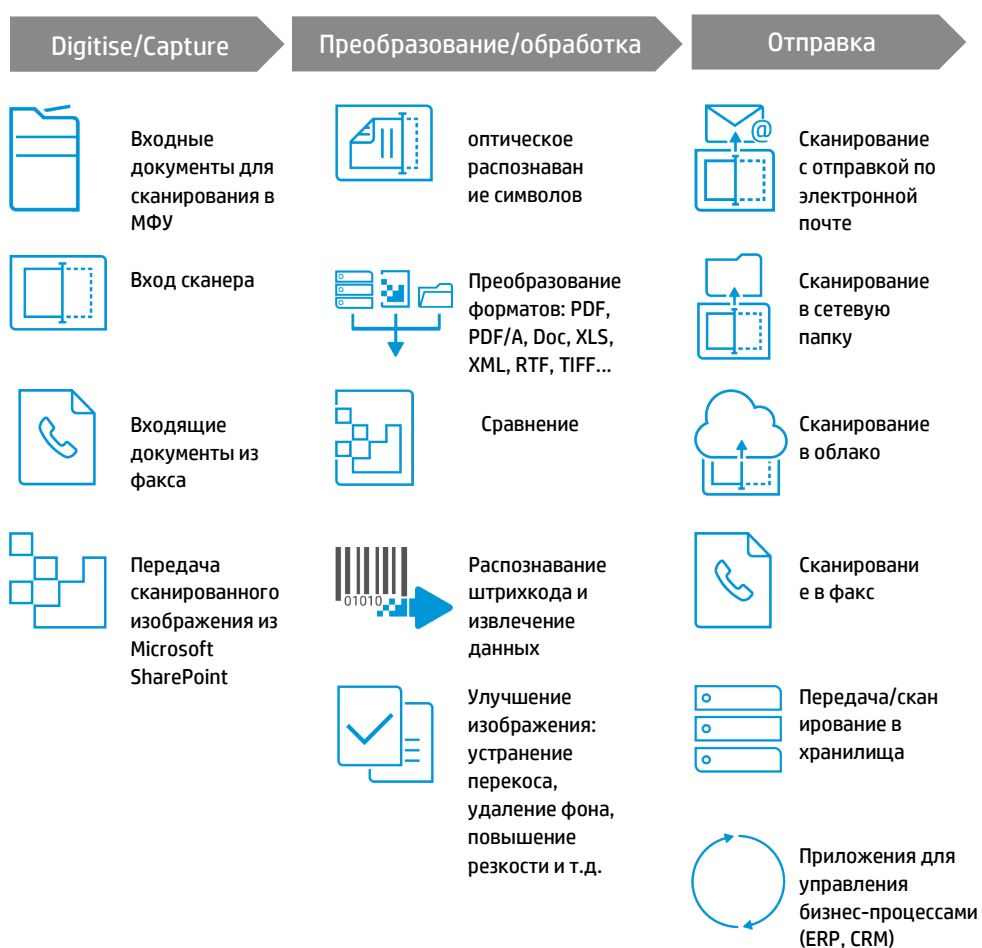 Digitise/Capture
Преобразование/обработка
Отправка
Входные
документы для
сканирования в
МФУ
Вход сканера
Входящие
документы из
факса
Передача
сканированного
изображения из
Microsoft
SharePoint
оптическое
распознаван
ие символов
Преобразование
форматов: PDF,
PDF/A, Doc, XLS,
XML, RTF, TIFF...
Сравнение
01010
Распознавание
штрихкода и
извлечение
данных
Улучшение
изображения:
устранение
перекоса,
удаление фона,
повышение
резкости и т.д.
@
Сканирование
с отправкой по
электронной
почте
Сканирование
в сетевую
папку
Сканирование
в облако
Сканировани
е в факс
Передача/скан
ирование в
хранилища
Приложения для
управления
бизнес-процессами
(ERP, CRM)